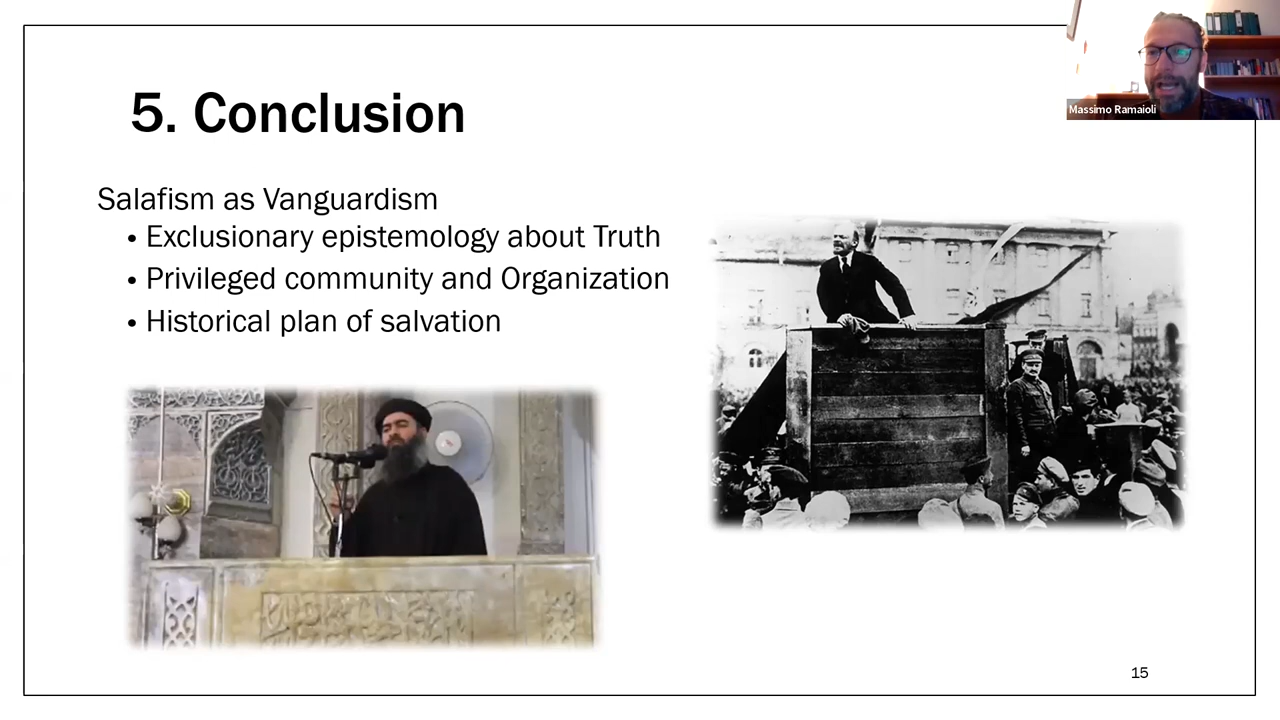 5. Conclusion
Massimo Ramaioli
Salafism as Vanguardism
• Exclusionary epistemology about Truth
• Privileged community and Organization
• Historical plan of salvation
15